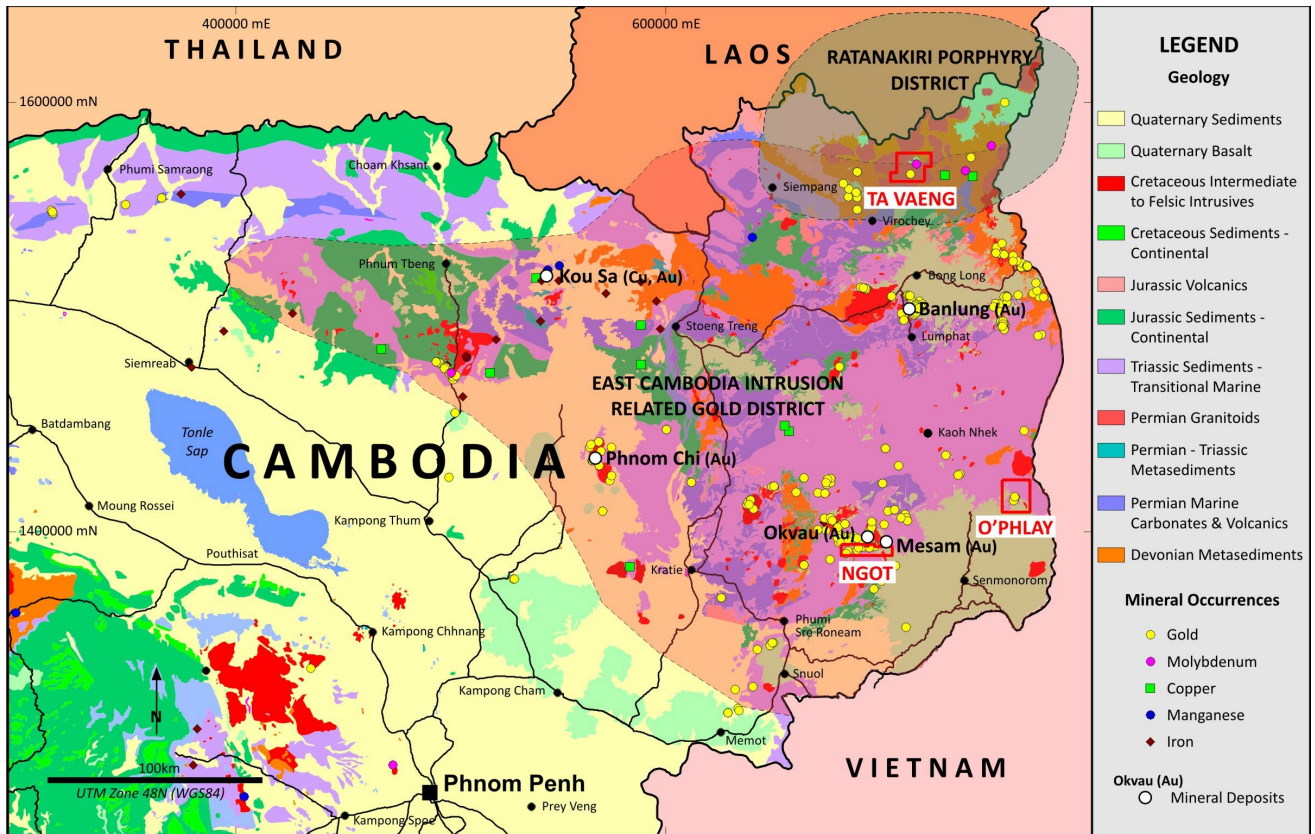 400000 mE
600000 mE
THAILAND
LAOS
RATANAKIRI PORPHYRY
DISTRICT
1600000 mN
Phumi Samraong
Choam Khsant
Siempang
TA VAENG
Virochey
Phnum Tbeng
Kou Sa (Cu, Au)
Bong Long
Banlung (Au)
Stoeng Treng
Lumphat
Siemreab
EAST CAMBODIA INTRUSION
RELATED GOLD DISTRICT
Batdambang
Tonle
Sap
CAMBODIA
Kaoh Nhek
Phnom Chi (Au)
Moung Rossei
O'PHLAY
1400000 mN
Kampong Thum
Okvau (Au)
Mesam (Au)
Pouthisat
NGOT
Kratie
Senmonorom
Kampong Chhnang
Phumi
Sre Roneam
Snuol
Kampong Cham
N
Memot
100km
UTM Zone 48N (WGS84)
Phnom Penh
VIETNAM
Prey Veng
Kampong Spoe
LEGEND
Geology
Quaternary Sediments
Quaternary Basalt
Cretaceous Intermediate
to Felsic Intrusives
Cretaceous Sediments -
Continental
Jurassic Volcanics
Jurassic Sediments -
Continental
Triassic Sediments -
Transitional Marine
Permian Granitoids
Permian - Triassic
Metasediments
Permian Marine
Carbonates & Volcanics
Devonian Metasediments
Mineral Occurrences
Gold
Molybdenum
Copper
Manganese
Iron
Okvau (Au)
Mineral Deposits